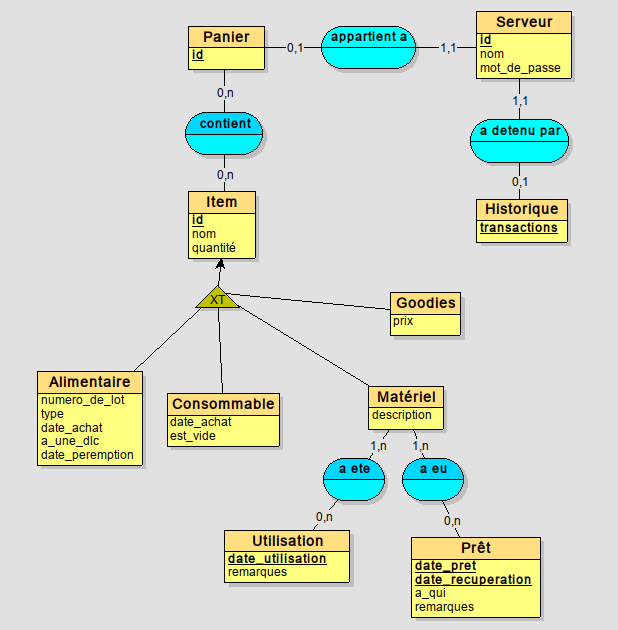 Panier
id
0,1
appartient a
1,1
Serveur
id
nom
mot_de_passe
0,n
contient
0,n
1,1
a detenu par
0,1
Item
id
nom
quantité
Historique
transactions
XT
Goodies
prix
Alimentaire
numero_de_lot
type
date_achat
a_une_dlc
date_peremption
Consommable
date_achat
est_vide
Matériel
description
1,n
1,n
a ete
a eu
0,n
0,n
Utilisation
date_utilisation
remarques
Prêt
date_pret
date_recuperation
a_qui
remarques